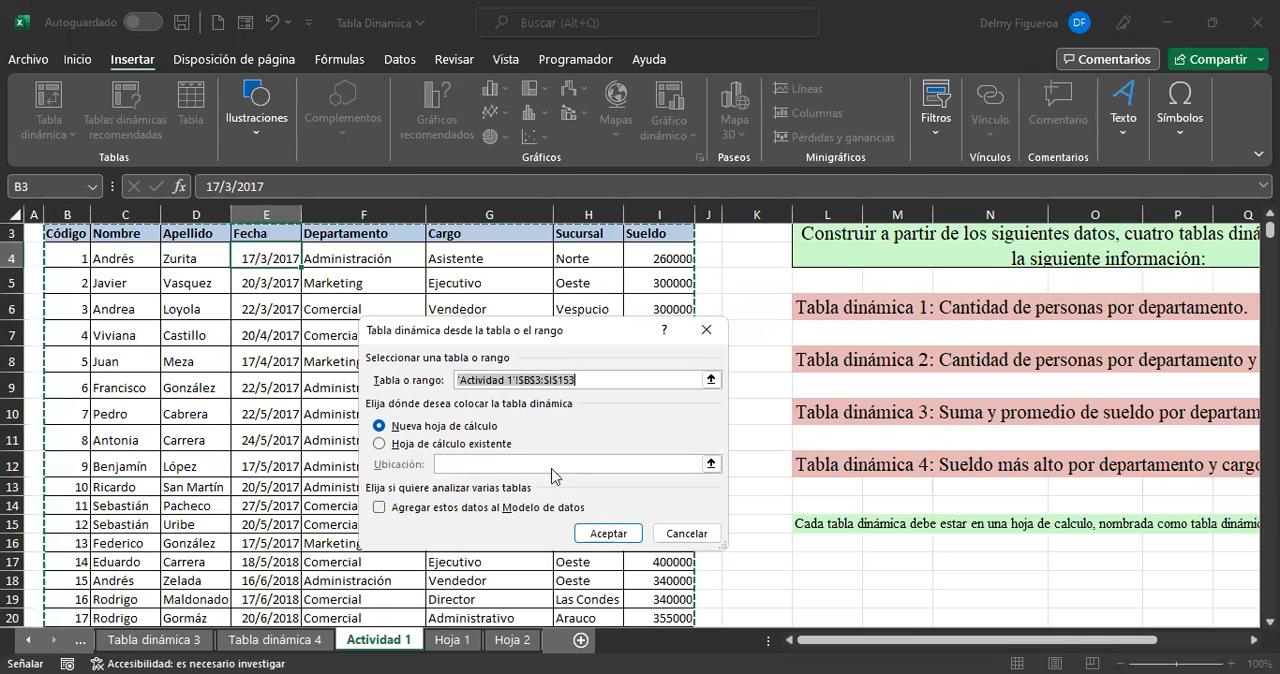 Autoguardado
Tabla Dinamica
Buscar (Alt+Q)
Delmy Figueroa
DF
Archivo Inicio Insertar Disposición de página Fórmulas Datos Revisar Vista Programador Ayuda
Comentarios
Compartir
Tabla dinámica
Tablas dinámicas recomendadas
Tabla
Tablas
Ilustraciones
Complementos
Gráficos recomendados
Mapas
Gráfico dinámico
Gráficos
Mapa 3D
Paseos
Líneas
Columnas
Pérdidas y ganancias
Minigráficos
Filtros
Vínculo
Vínculos
Comentario
Comentarios
Texto
Símbolos
B3
fx
17/3/2017
A B C D E F G H I J K L M N O P Q
3 Código Nombre Apellido Fecha Departamento Cargo Sucursal Sueldo
4 1 Andrés Zurita 17/3/2017 Administración Asistente Norte 260000
5 2 Javier Vasquez 20/3/2017 Marketing Ejecutivo Oeste 300000
6 3 Andrea Loyola 22/3/2017 Comercial Vendedor Vespucio 300000
7 4 Viviana Castillo 20/4/2017 Comercia
8 5 Juan Meza 17/4/2017 Marketing
9 6 Francisco González 22/5/2017 Administr
10 7 Pedro Cabrera 22/5/2017 Administr
11 8 Antonia Carrera 24/5/2017 Administr
12 9 Benjamín López 17/5/2017 Administr
13 10 Ricardo San Martín 20/5/2017 Administr
14 11 Sebastián Pacheco 27/5/2017 Comercia
15 12 Sebastián Uribe 20/5/2017 Comercia
16 13 Federico González 17/5/2017 Marketing
17 14 Eduardo Carrera 18/5/2018 Comercial Ejecutivo Oeste 400000
18 15 Andrés Zelada 16/6/2018 Administración Vendedor Oeste 340000
19 16 Rodrigo Maldonado 17/6/2018 Comercial Director Las Condes 340000
20 17 Rodrigo Gormáz 20/6/2018 Comercial Administrativo Arauco 355000
Construir a partir de los siguientes datos, cuatro tablas diná
la siguiente información:
Tabla dinámica 1: Cantidad de personas por departamento.
Tabla dinámica 2: Cantidad de personas por departamento y
Tabla dinámica 3: Suma y promedio de sueldo por departam
Tabla dinámica 4: Sueldo más alto por departamento y cargo
Cada tabla dinámica debe estar en una hoja de calculo, nombrada como tabla dinámic
Tabla dinámica desde la tabla o el rango
?
Seleccionar una tabla o rango
Tabla o rango: 'Actividad 1'!$B$3:$I$153
Elija dónde desea colocar la tabla dinámica
Nueva hoja de cálculo
Hoja de cálculo existente
Ubicación:
Elija si quiere analizar varias tablas
Agregar estos datos al Modelo de datos
Aceptar Cancelar
... Tabla dinámica 3 Tabla dinámica 4 Actividad 1 Hoja 1 Hoja 2
Señalar Accesibilidad: es necesario investigar 100%